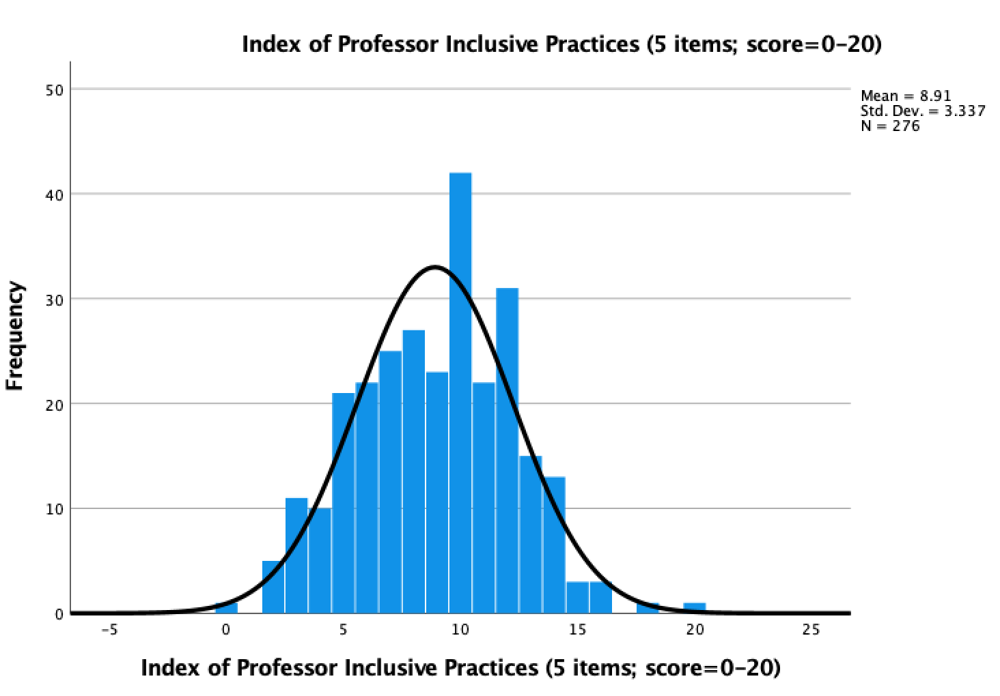 Index of Professor Inclusive Practices (5 items; score=0–20)
Mean = 8.91
Std. Dev. = 3.337
N = 276
Frequency
50
40
30
20
10
0
−5 0 5 10 15 20 25
Index of Professor Inclusive Practices (5 items; score=0–20)